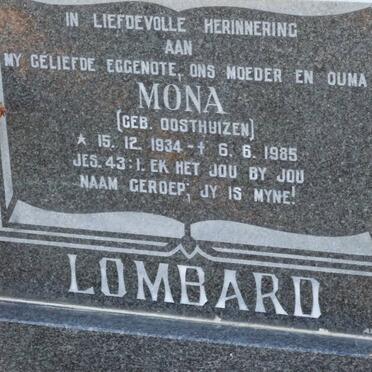 IN LIEFDEVOLLE HERINNERING
AAN
MY GELIEFDE EGGENOTE, ONS MOEDER EN OUMA
MONA
(GEB. OOSTHUIZEN)
* 15. 12. 1934 - † 6. 6. 1985
JES. 43:1. EK HET JOU BY JOU
NAAM GEROEP; JY IS MYNE!
LOMBARD